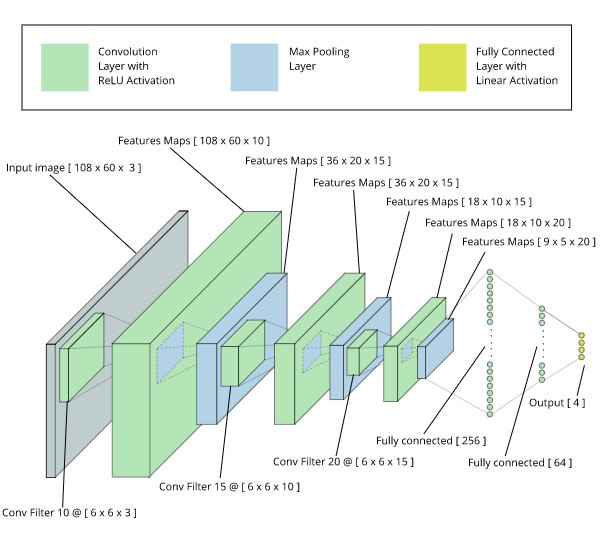 Convolution
Layer with
ReLU Activation
Max Pooling
Layer
Fully Connected
Layer with
Linear Activation
Features Maps [ 108 x 60 x 10 ]
Input image [ 108 x 60 x  3 ]
Features Maps [ 36 x 20 x 15 ]
Features Maps [ 36 x 20 x 15 ]
Features Maps [ 18 x 10 x 15 ]
Features Maps [ 18 x 10 x 20 ]
Features Maps [ 9 x 5 x 20 ]
Output [ 4 ]
Fully connected [ 256 ]
Fully connected [ 64 ]
Conv Filter 20 @ [ 6 x 6 x 15 ]
Conv Filter 15 @ [ 6 x 6 x 10 ]
Conv Filter 10 @ [ 6 x 6 x 3 ]